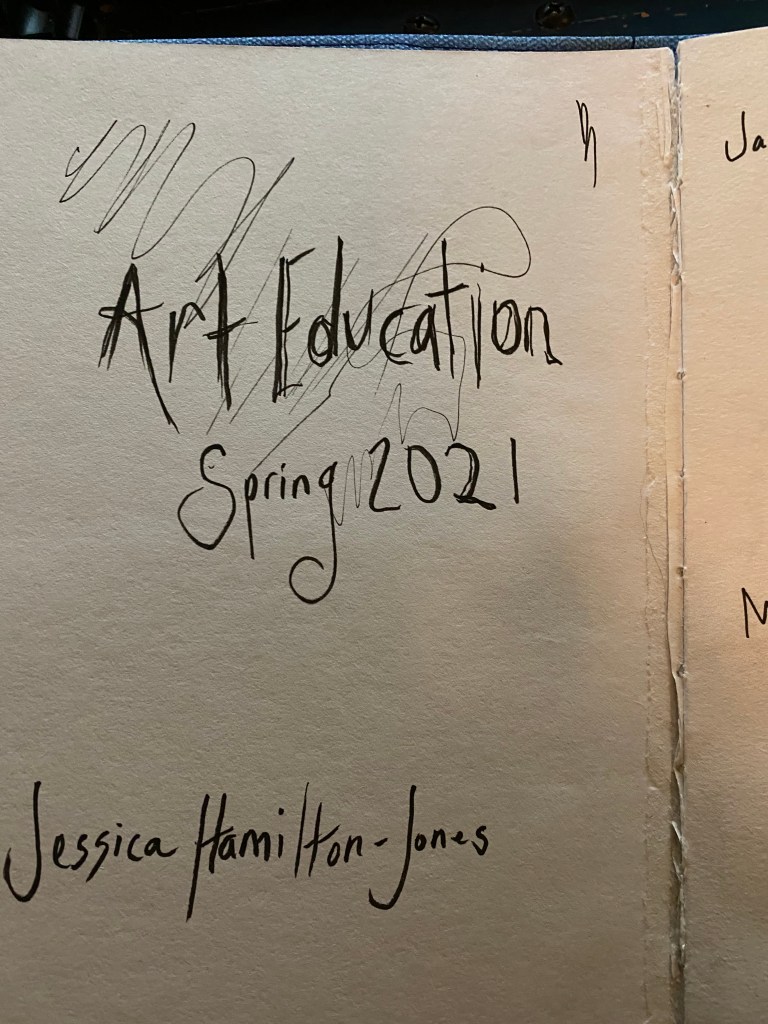 Art Education
Spring 2021
Jessica Hamilton-Jones